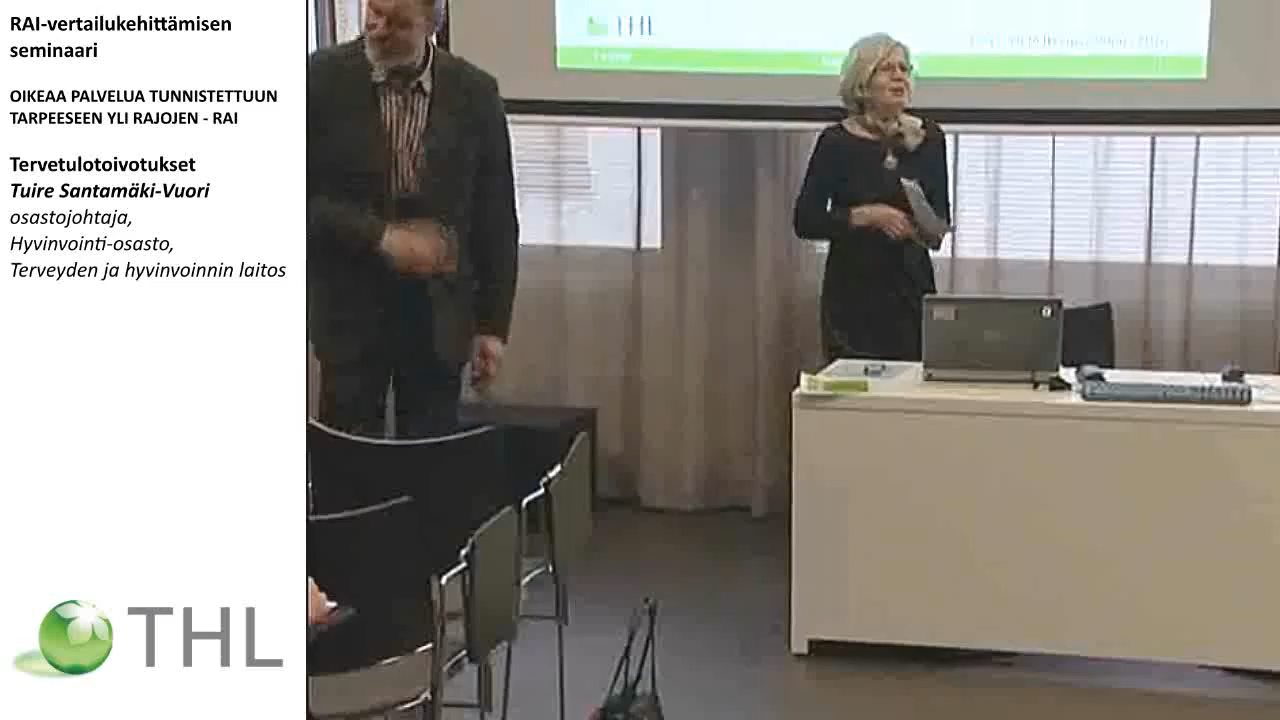 RAI-vertailukehittämisen
seminaari
OIKEAA PALVELUA TUNNISTETTUUN
TARPEESEEN YLI RAJOJEN - RAI
Tervetulotoivotukset
Tuire Santamäki-Vuori
osastojohtaja,
Hyvinvointi-osasto,
Terveyden ja hyvinvoinnin laitos
THL
THL